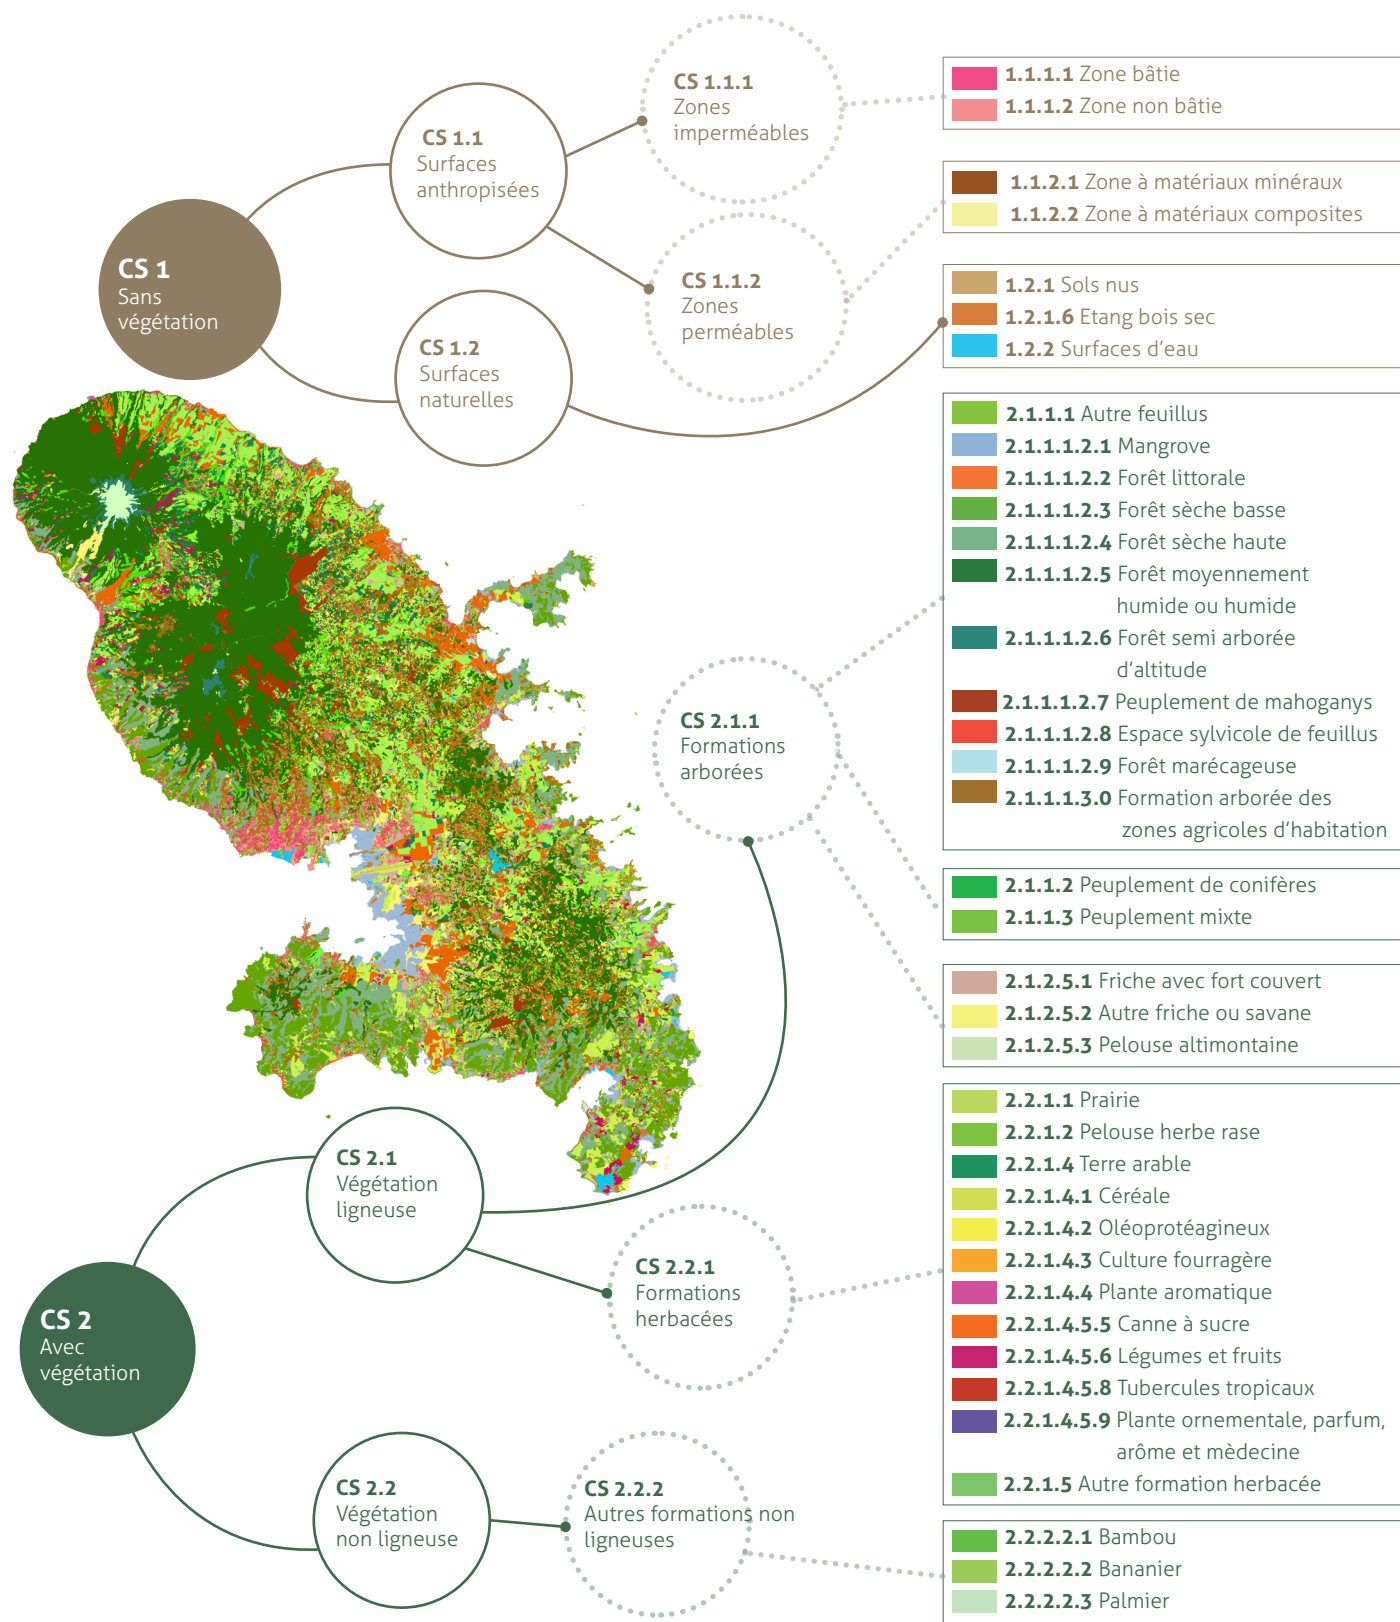 CS 1
Sans
végétation
CS 1.1
Surfaces
anthropisées
CS 1.2
Surfaces
naturelles
CS 1.1.1
Zones
imperméables
CS 1.1.2
Zones
perméables
1.1.1.1 Zone bâtie
1.1.1.2 Zone non bâtie
1.1.2.1 Zone à matériaux minéraux
1.1.2.2 Zone à matériaux composites
1.2.1 Sols nus
1.2.1.6 Etang bois sec
1.2.2 Surfaces d'eau
2.1.1.1 Autre feuillus
2.1.1.1.2.1 Mangrove
2.1.1.1.2.2 Forêt littorale
2.1.1.1.2.3 Forêt sèche basse
2.1.1.1.2.4 Forêt sèche haute
2.1.1.1.2.5 Forêt moyennement
humide ou humide
2.1.1.1.2.6 Forêt semi arborée
d'altitude
2.1.1.1.2.7 Peuplement de mahoganys
2.1.1.1.2.8 Espace sylvicole de feuillus
2.1.1.1.2.9 Forêt marécageuse
2.1.1.1.3.0 Formation arborée des
zones agricoles d'habitation
CS 2.1.1
Formations
arborées
2.1.1.2 Peuplement de conifères
2.1.1.3 Peuplement mixte
2.1.2.5.1 Friche avec fort couvert
2.1.2.5.2 Autre friche ou savane
2.1.2.5.3 Pelouse altimontaine
CS 2
Avec
végétation
CS 2.1
Végétation
ligneuse
CS 2.2
Végétation
non ligneuse
CS 2.2.1
Formations
herbacées
CS 2.2.2
Autres formations non
ligneuses
2.2.1.1 Prairie
2.2.1.2 Pelouse herbe rase
2.2.1.4 Terre arable
2.2.1.4.1 Céréale
2.2.1.4.2 Oléoprotéagineux
2.2.1.4.3 Culture fourragère
2.2.1.4.4 Plante aromatique
2.2.1.4.5.5 Canne à sucre
2.2.1.4.5.6 Légumes et fruits
2.2.1.4.5.8 Tubercules tropicaux
2.2.1.4.5.9 Plante ornementale, parfum,
arôme et mèdecine
2.2.1.5 Autre formation herbacée
2.2.2.2.1 Bambou
2.2.2.2.2 Bananier
2.2.2.2.3 Palmier